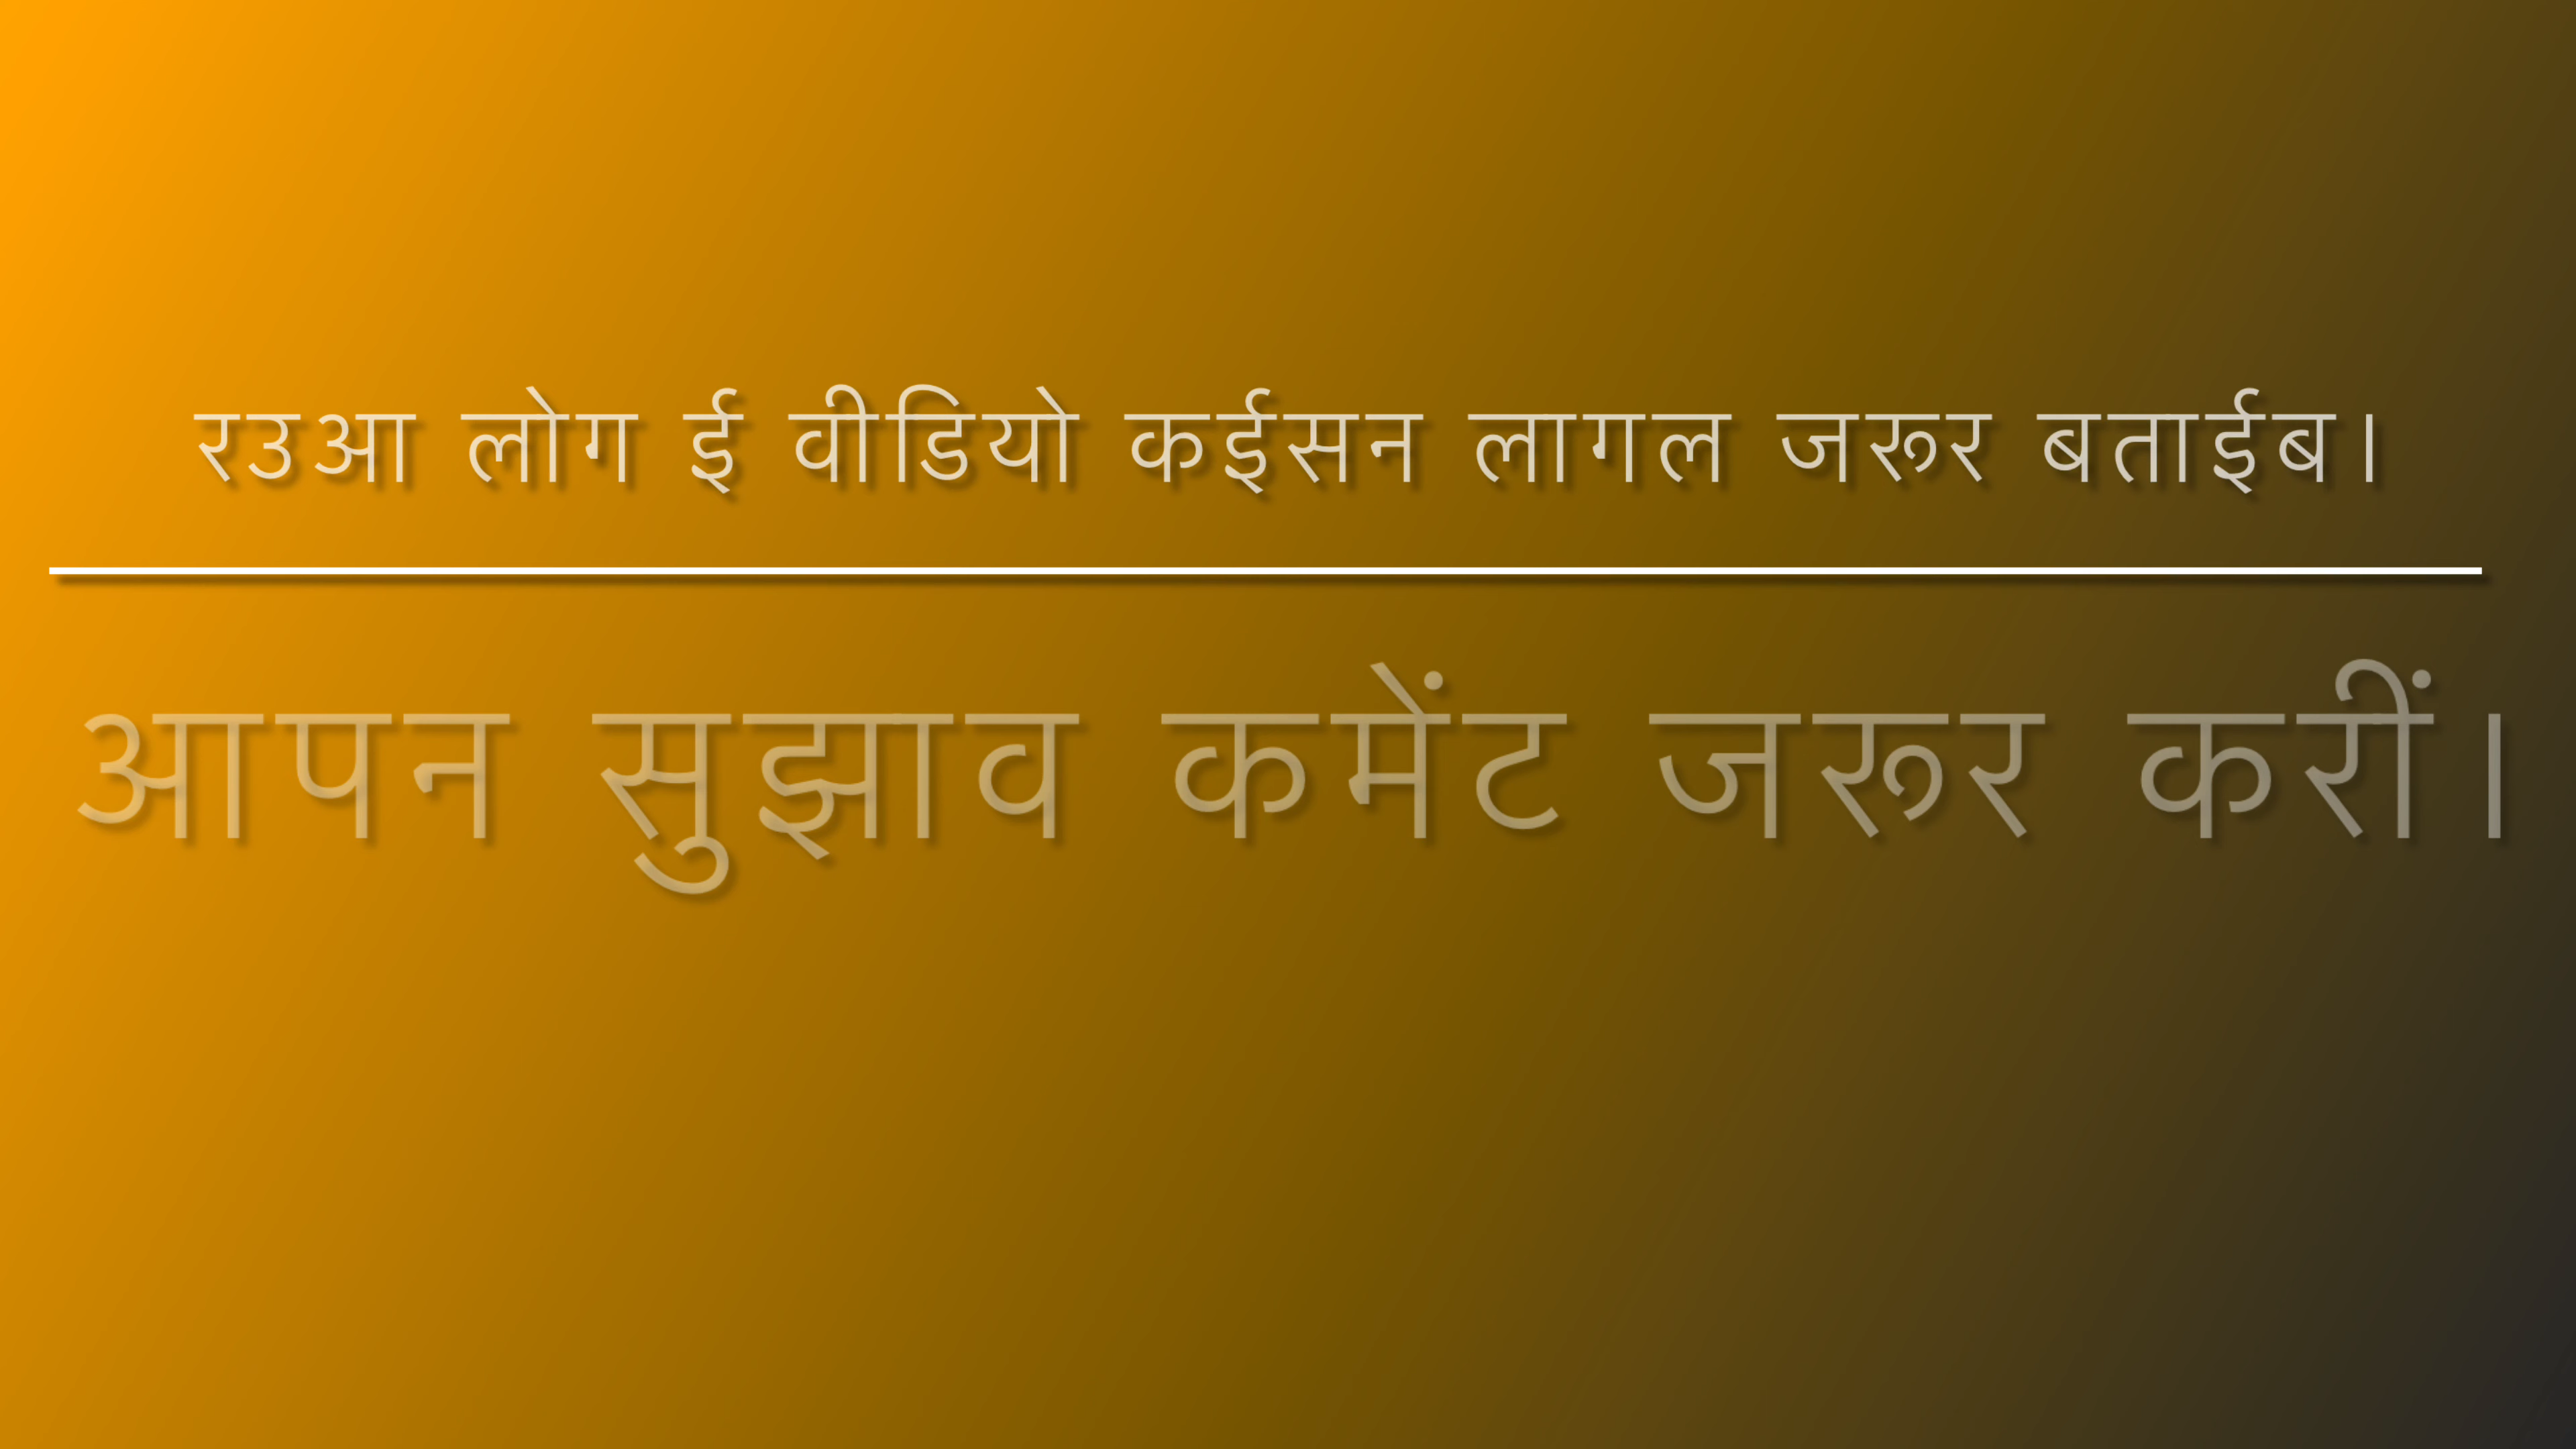 रउआ लोग ई वीडियो कईसन लागल जरूर बताईब।
आपन सुझाव कमेंट जरूर करीं।